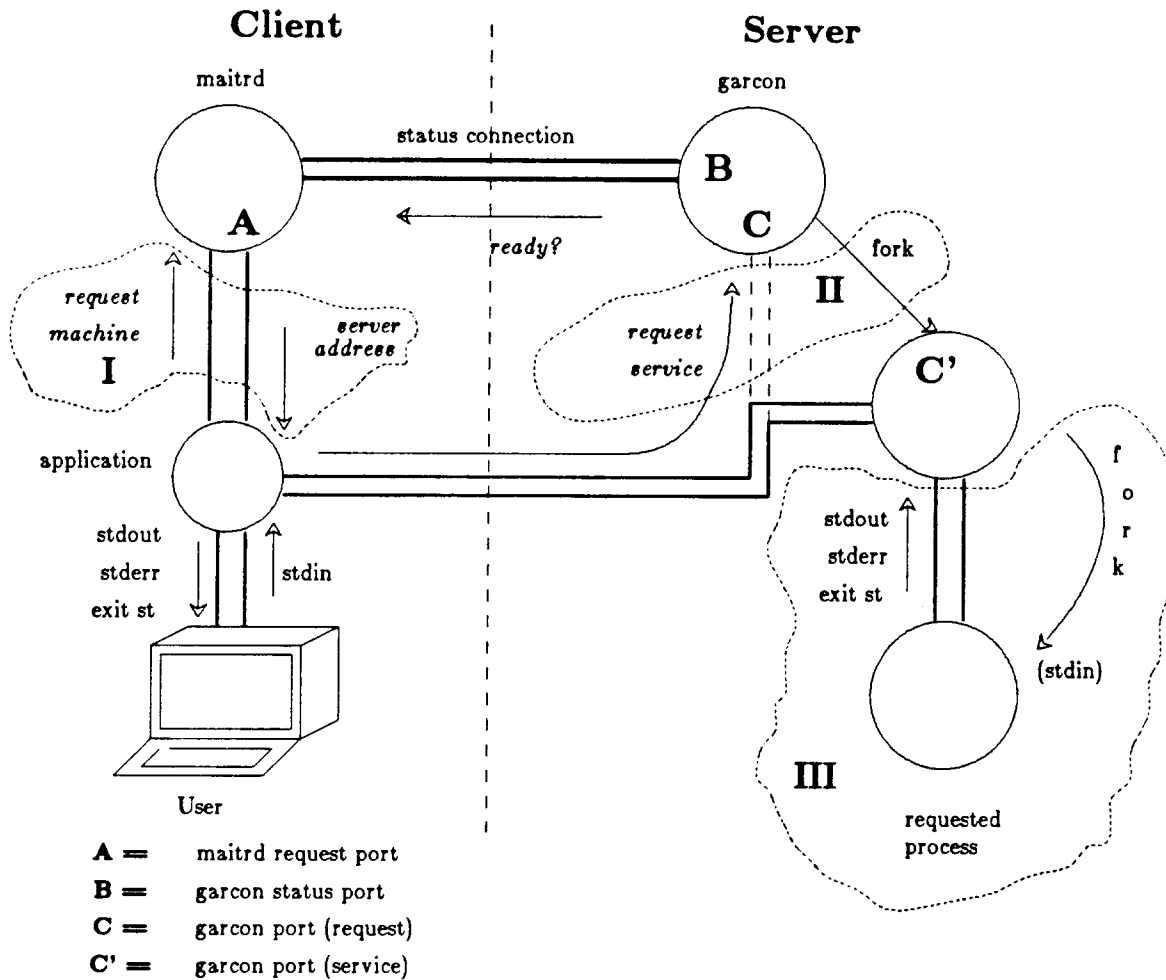 Client
Server
maitrd
garcon
status connection
B
A
C
ready?
fork
II
request
machine
I
server
address
request
service
C'
application
f
o
r
k
stdout
stderr
exit st
stdin
stdout
stderr
exit st
(stdin)
III
User
requested
process
A = maitrd request port
B = garcon status port
C = garcon port (request)
C' = garcon port (service)